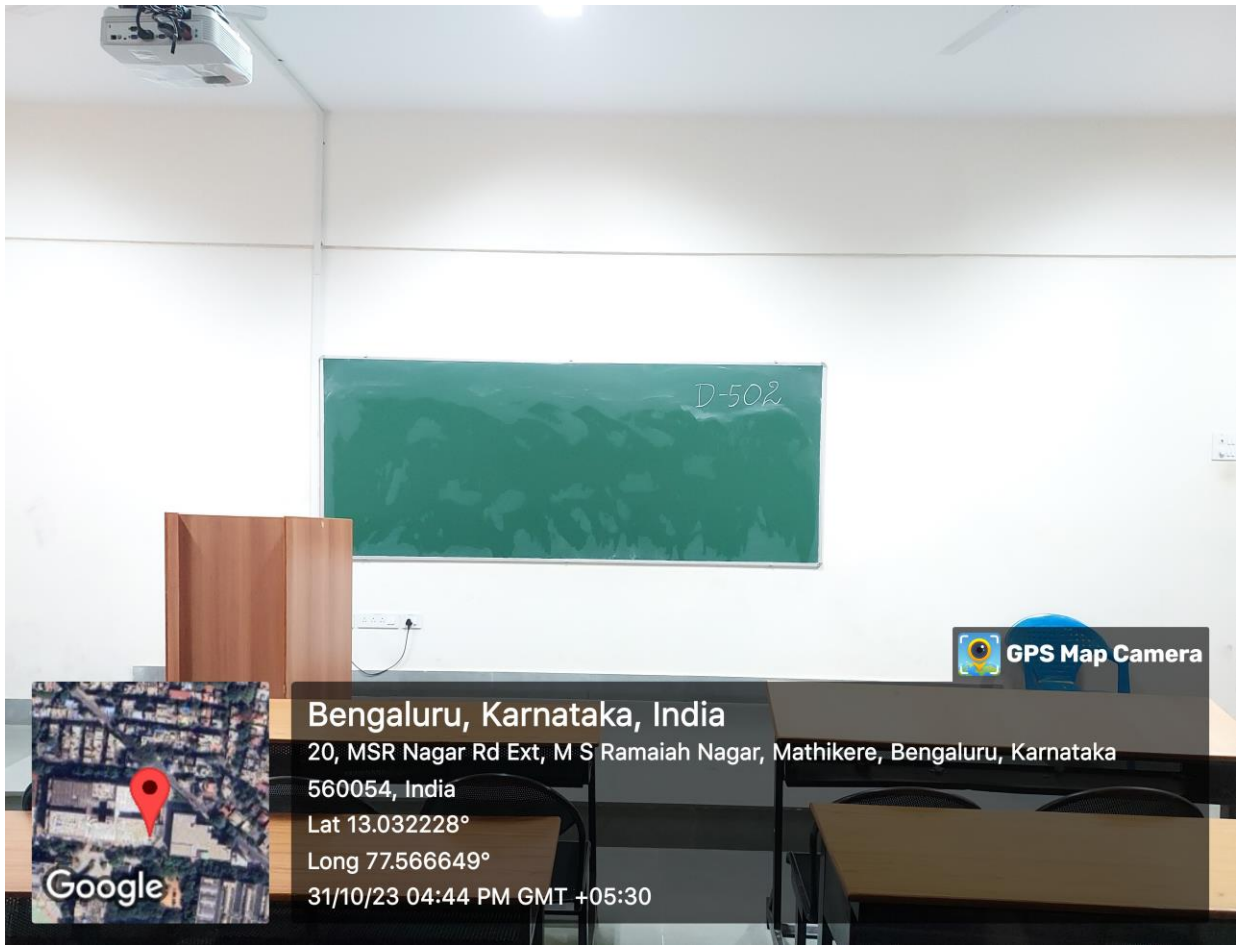 D-502
GPS Map Camera
Bengaluru, Karnataka, India
20, MSR Nagar Rd Ext, M S Ramaiah Nagar, Mathikere, Bengaluru, Karnataka
560054, India
Lat 13.032228°
Long 77.566649°
31/10/23 04:44 PM GMT +05:30
Google